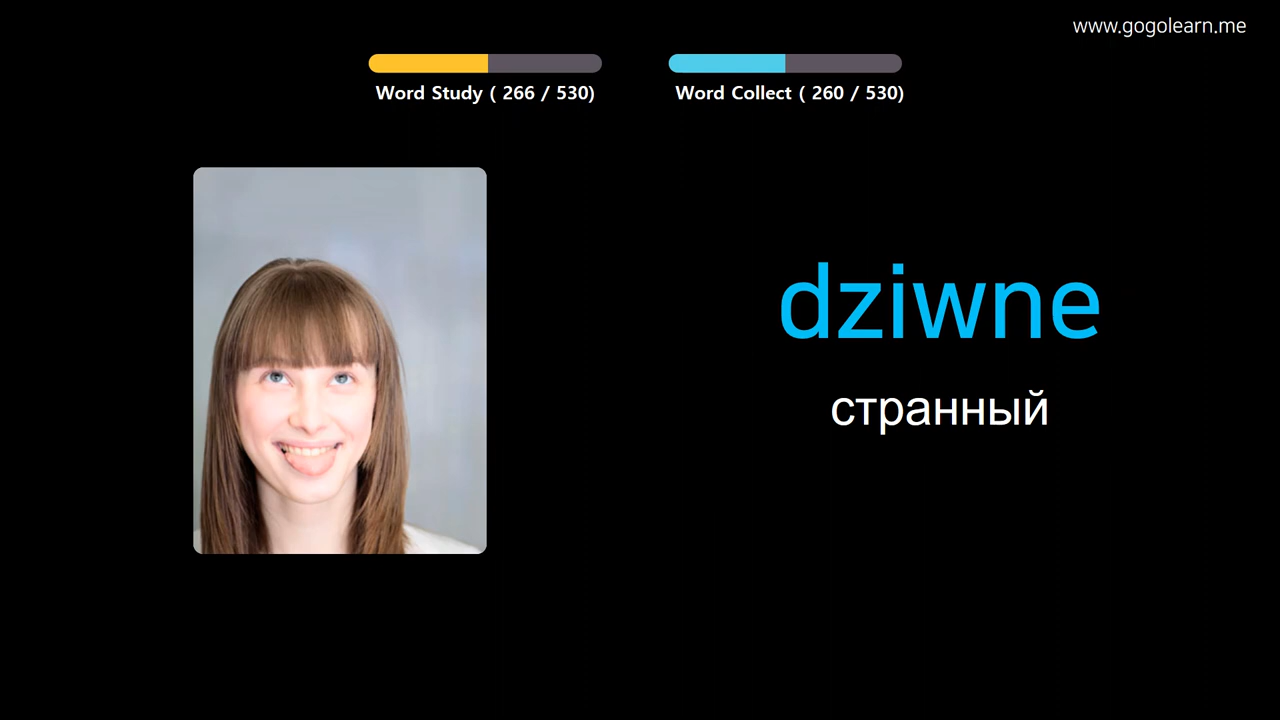 www.gogolearn.me
Word Study ( 266 / 530)
Word Collect ( 260 / 530)
dziwne
странный